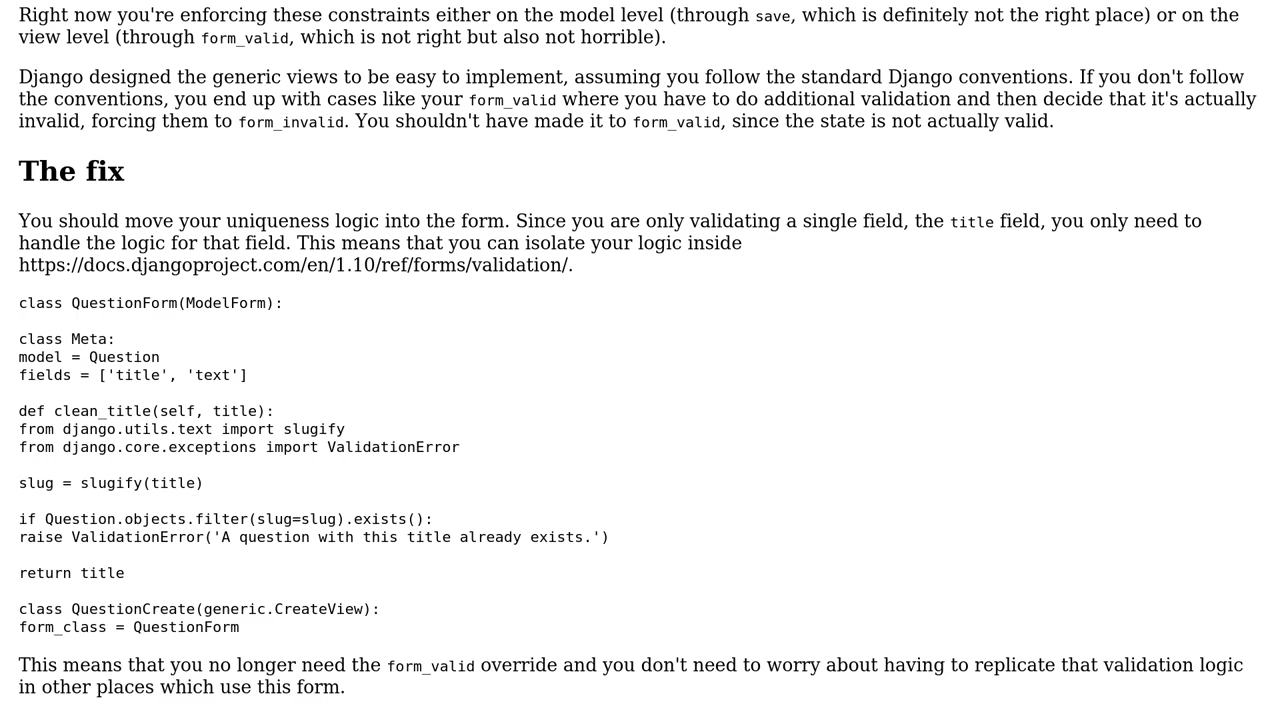 Right now you're enforcing these constraints either on the model level (through save, which is definitely not the right place) or on the
view level (through form_valid, which is not right but also not horrible).
Django designed the generic views to be easy to implement, assuming you follow the standard Django conventions. If you don't follow
the conventions, you end up with cases like your form_valid where you have to do additional validation and then decide that it's actually
invalid, forcing them to form_invalid. You shouldn't have made it to form_valid, since the state is not actually valid.
The fix
You should move your uniqueness logic into the form. Since you are only validating a single field, the title field, you only need to
handle the logic for that field. This means that you can isolate your logic inside
https://docs.djangoproject.com/en/1.10/ref/forms/validation/.
class QuestionForm(ModelForm):
class Meta:
model = Question
fields = ['title', 'text']
def clean_title(self, title):
from django.utils.text import slugify
from django.core.exceptions import ValidationError
slug = slugify(title)
if Question.objects.filter(slug=slug).exists():
raise ValidationError('A question with this title already exists.')
return title
class QuestionCreate(generic.CreateView):
form_class = QuestionForm
This means that you no longer need the form_valid override and you don't need to worry about having to replicate that validation logic
in other places which use this form.